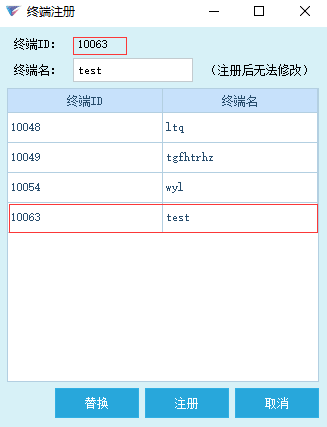 终端注册
终端ID: 10063
终端名: test （注册后无法修改）
终端ID 终端名
10048 ltq
10049 tgfhtrhz
10054 wyl
10063 test
替换 注册 取消